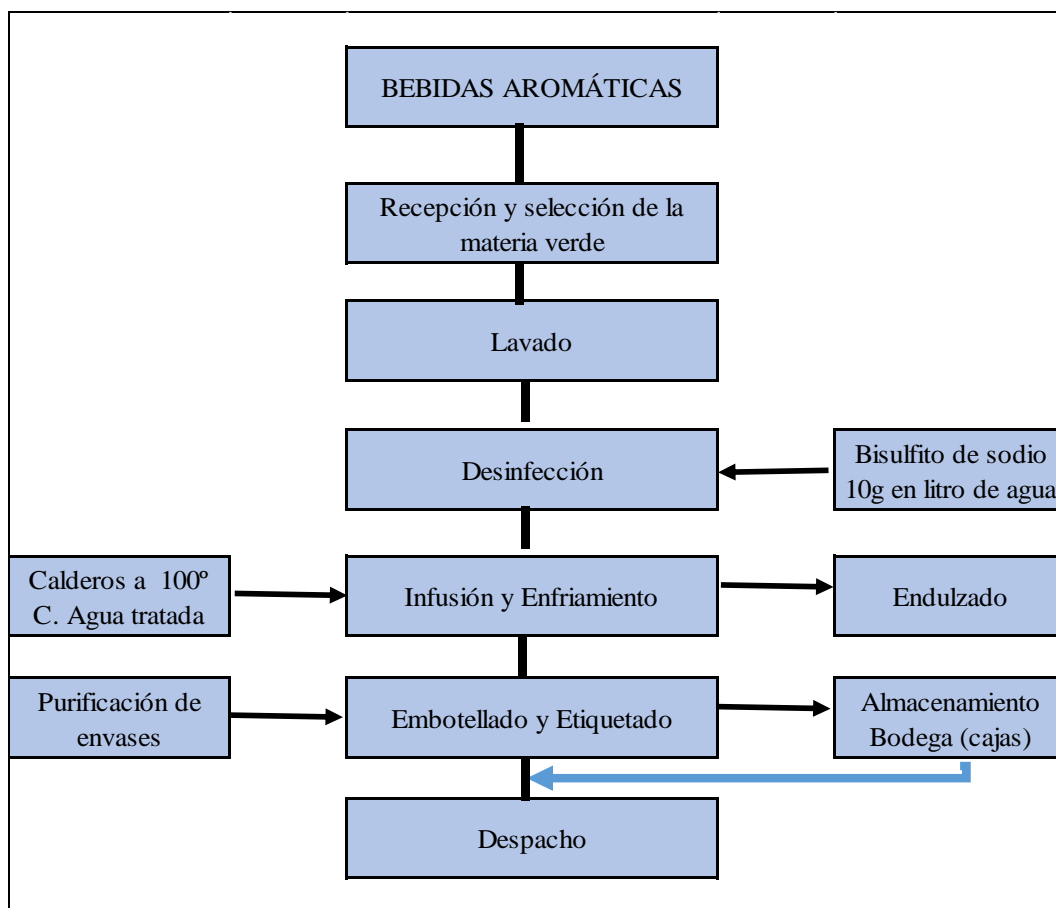 BEBIDAS AROMÁTICAS
Recepción y selección de la
materia verde
Lavado
Desinfección
Bisulfito de sodio
10g en litro de agua
Calderos a 100º
C. Agua tratada
Infusión y Enfriamiento
Endulzado
Purificación de
envases
Embotellado y Etiquetado
Almacenamiento
Bodega (cajas)
Despacho